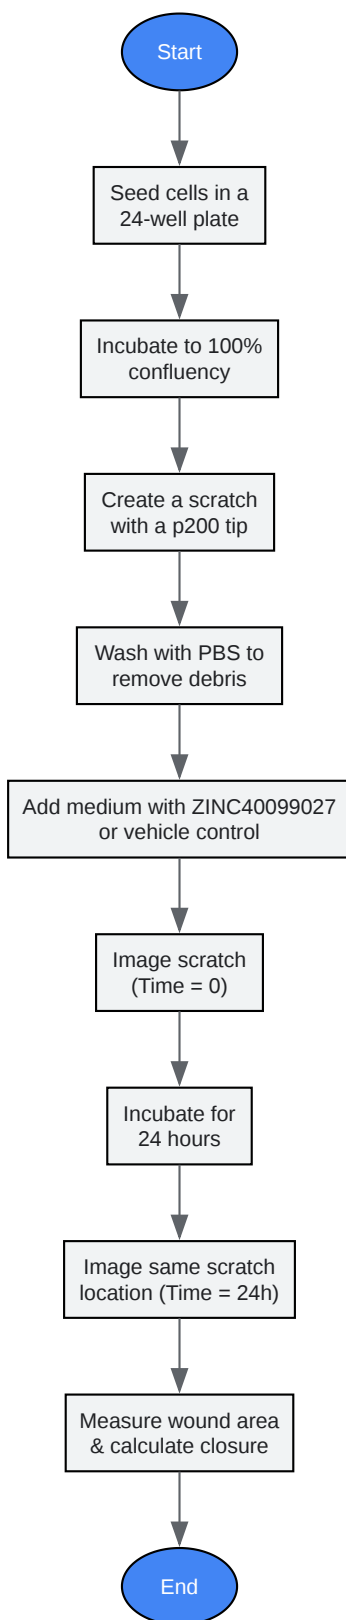 Start
Seed cells in a
24-well plate
Incubate to 100%
confluency
Create a scratch
with a p200 tip
Wash with PBS to
remove debris
Add medium with ZINC40099027
or vehicle control
Image scratch
(Time = 0)
Incubate for
24 hours
Image same scratch
location (Time = 24h)
Measure wound area
& calculate closure
End